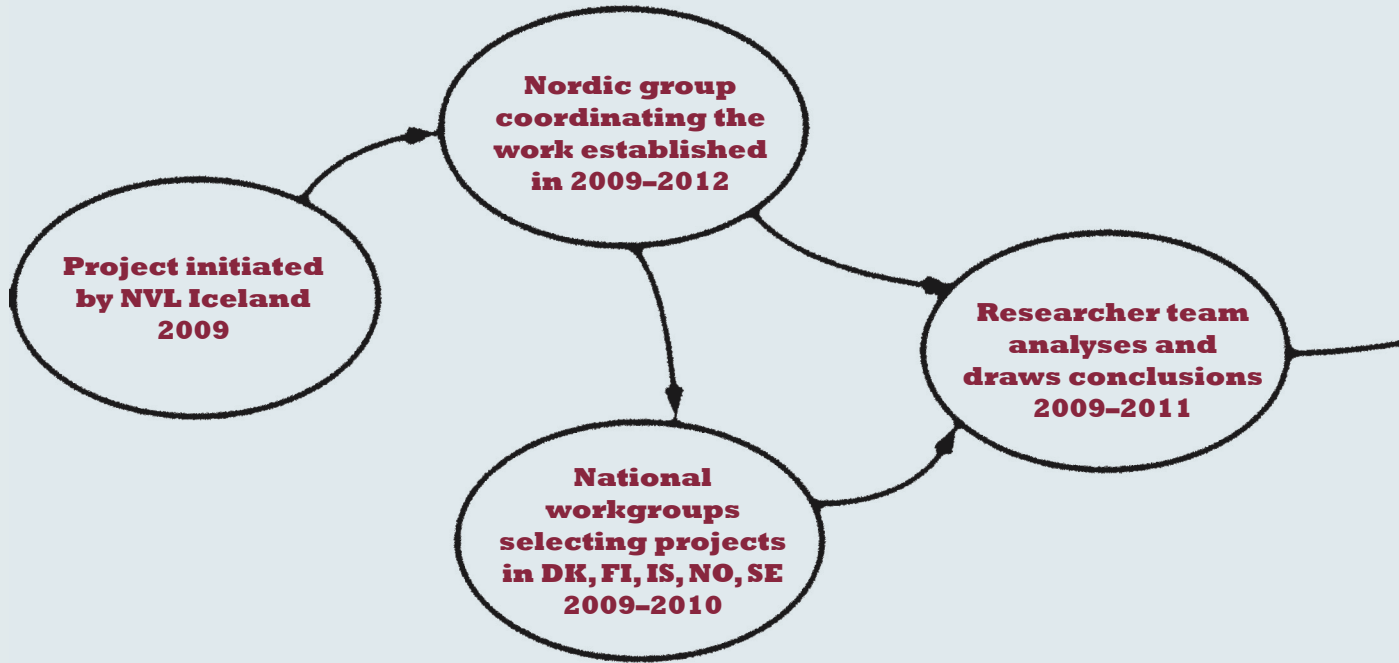 Project initiated
by NVL Iceland
2009
Nordic group
coordinating the
work established
in 2009–2012
National
workgroups
selecting projects
in DK, FI, IS, NO, SE
2009–2010
Researcher team
analyses and
draws conclusions
2009–2011